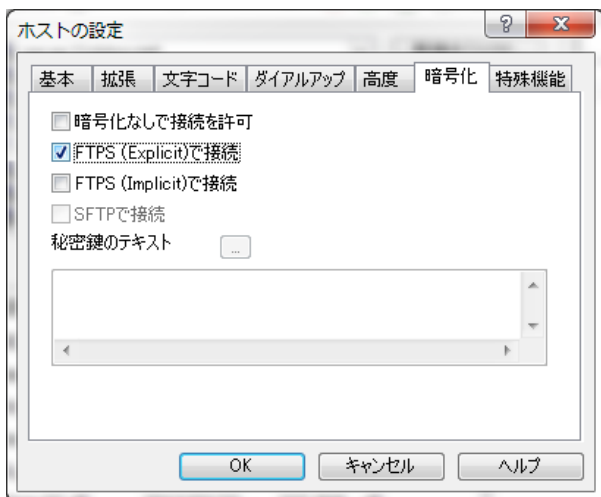 ホストの設定
基本 拡張 文字コード ダイアルアップ 高度 暗号化 特殊機能
暗号化なしで接続を許可
FTPS (Explicit)で接続
FTPS (Implicit)で接続
SFTPで接続
秘密鍵のテキスト ...
OK キャンセル ヘルプ